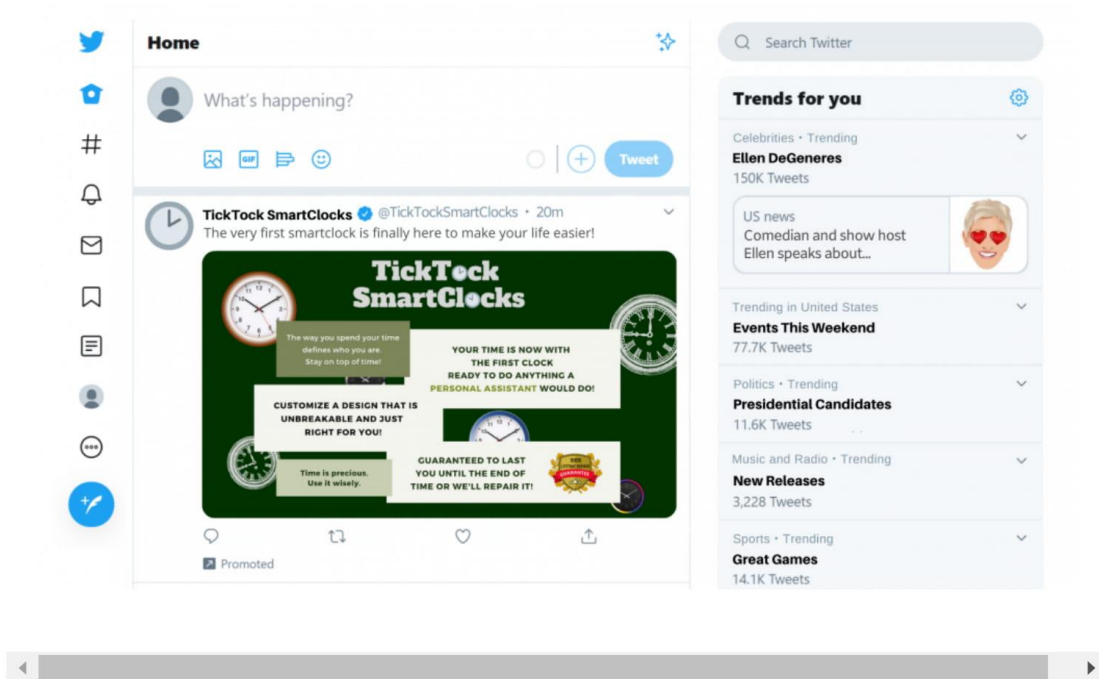 Home
What's happening?
GIF
Tweet
TickTock SmartClocks @TickTockSmartClocks · 20m
The very first smartclock is finally here to make your life easier!
TickTock
SmartClocks
The way you spend your time
defines who you are.
Stay on top of time!
YOUR TIME IS NOW WITH
THE FIRST CLOCK
READY TO DO ANYTHING A
PERSONAL ASSISTANT WOULD DO!
CUSTOMIZE A DESIGN THAT IS
UNBREAKABLE AND JUST
RIGHT FOR YOU!
GUARANTEED TO LAST
YOU UNTIL THE END OF
TIME OR WE'LL REPAIR IT!
GUARANTEE
Time is precious.
Use it wisely.
Promoted
Search Twitter
Trends for you
Celebrities · Trending
Ellen DeGeneres
150K Tweets
US news
Comedian and show host
Ellen speaks about...
Trending in United States
Events This Weekend
77.7K Tweets
Politics · Trending
Presidential Candidates
11.6K Tweets
Music and Radio · Trending
New Releases
3,228 Tweets
Sports · Trending
Great Games
14.1K Tweets